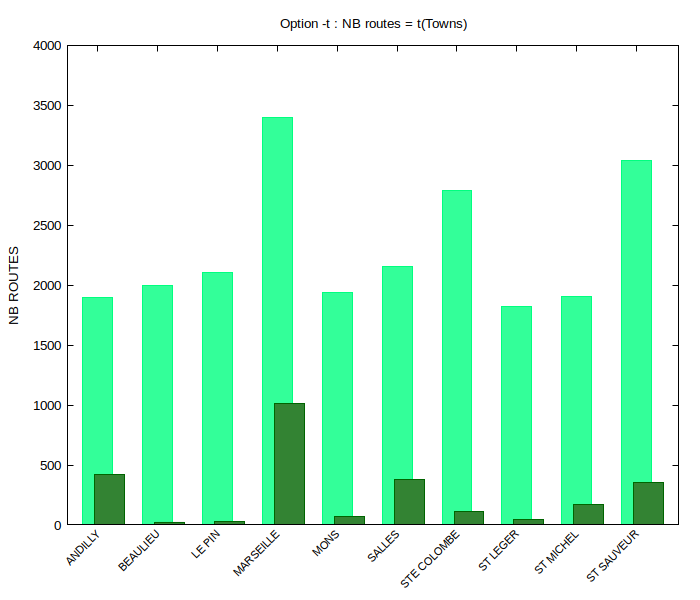 Option -t : NB routes = t(Towns)
4000
3500
3000
2500
2000
1500
1000
500
0
NB ROUTES
ANDILLY
BEAULIEU
LE PIN
MARSEILLE
MONS
SALLES
STE COLOMBE
ST LEGER
ST MICHEL
ST SAUVEUR